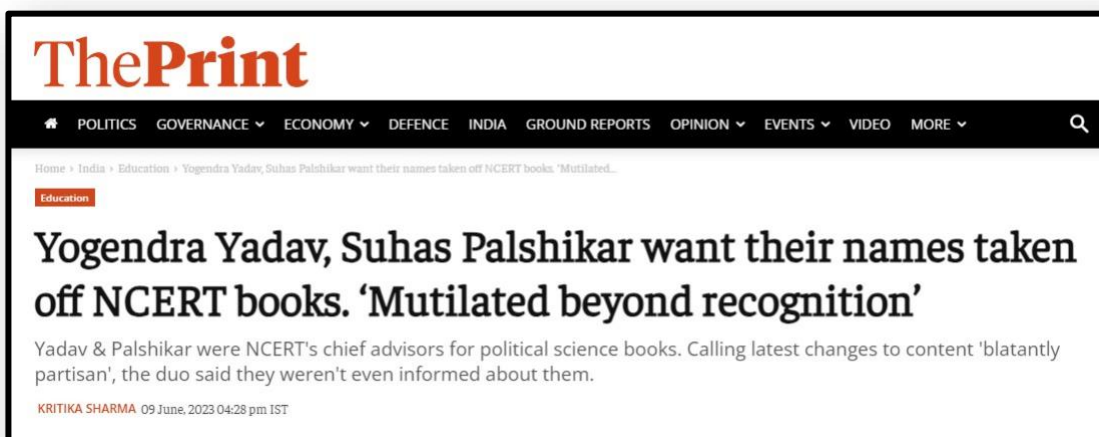 ThePrint
POLITICS GOVERNANCE ECONOMY DEFENCE INDIA GROUND REPORTS OPINION EVENTS VIDEO MORE
Home › India › Education › Yogendra Yadav, Suhas Palshikar want their names taken off NCERT books. 'Mutilated...
Education
Yogendra Yadav, Suhas Palshikar want their names taken
off NCERT books. ‘Mutilated beyond recognition’
Yadav & Palshikar were NCERT's chief advisors for political science books. Calling latest changes to content 'blatantly
partisan', the duo said they weren't even informed about them.
KRITIKA SHARMA 09 June, 2023 04:28 pm IST